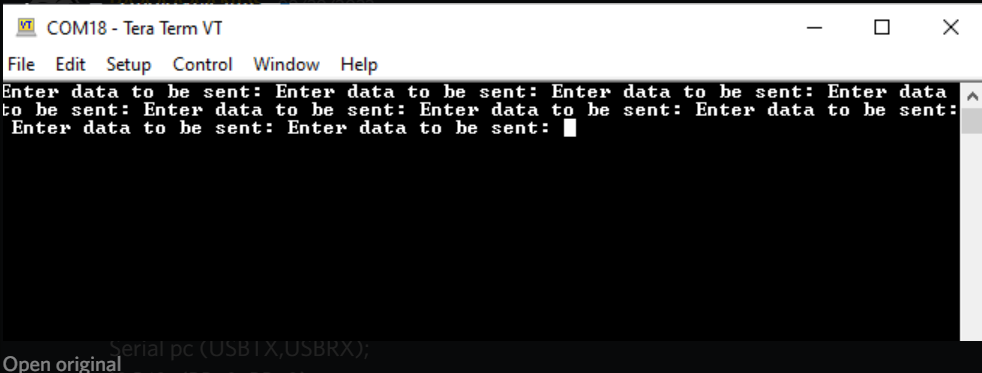 COM18 - Tera Term VT
File Edit Setup Control Window Help
Enter data to be sent: Enter data to be sent: Enter data to be sent: Enter data
to be sent: Enter data to be sent: Enter data to be sent: Enter data to be sent:
Enter data to be sent: Enter data to be sent:
Serial pc (USBTX,USBRX);
Open original